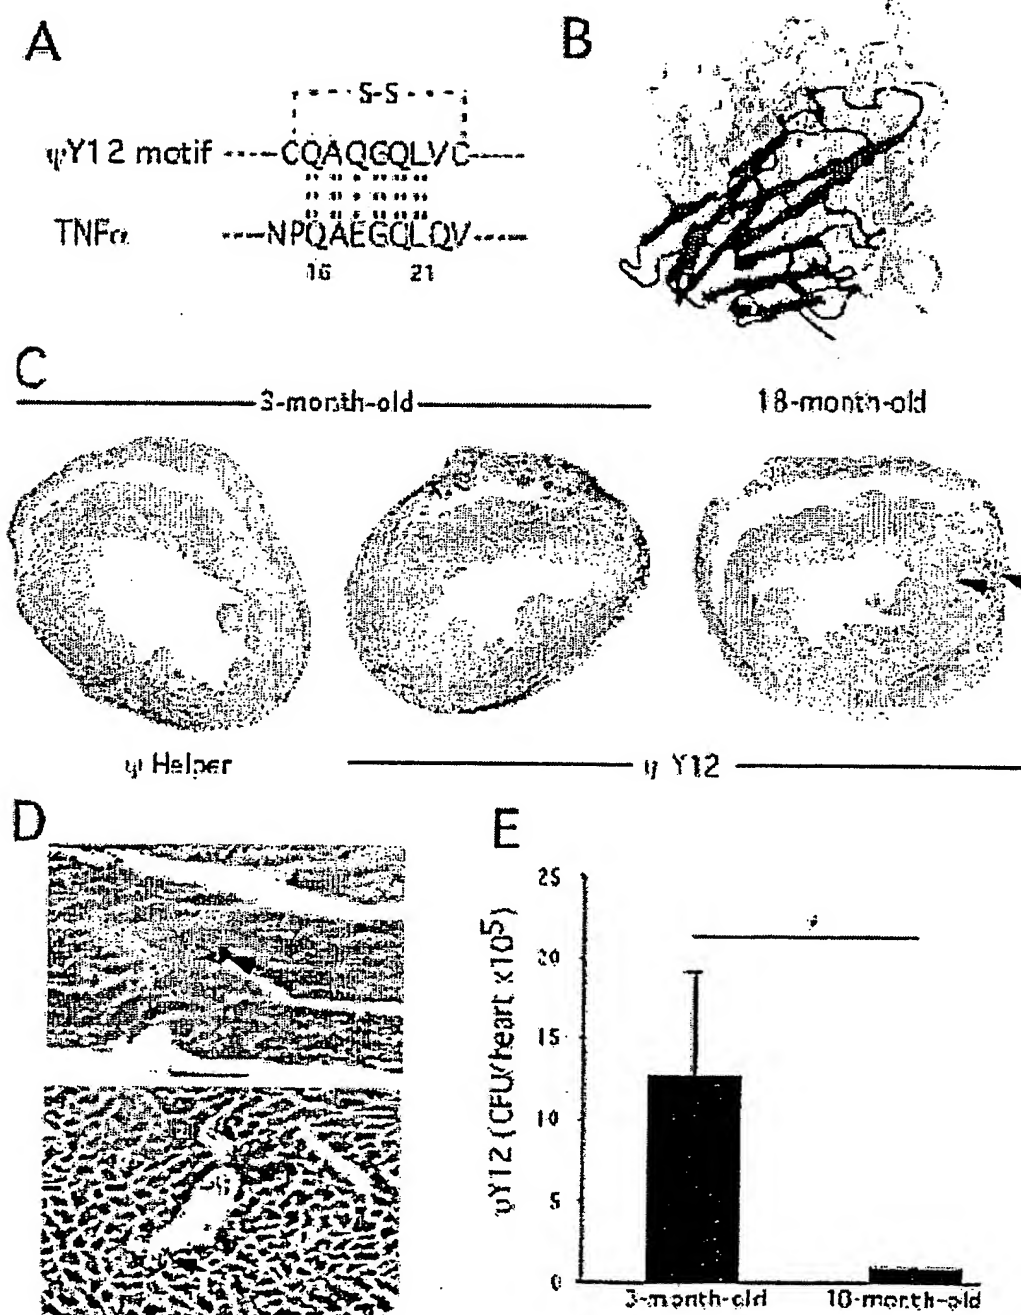 A
S-S
ψY12 motif ----CQAQGQLVC----
TNFα ----NPQAEGQLQV----
16 21
B
C
3-month-old
18-month-old
ψ Helper
ψ Y12
D
E
ψY12 (CFU/heart x10⁵)
25
20
15
10
5
0
*
3-month-old
18-month-old